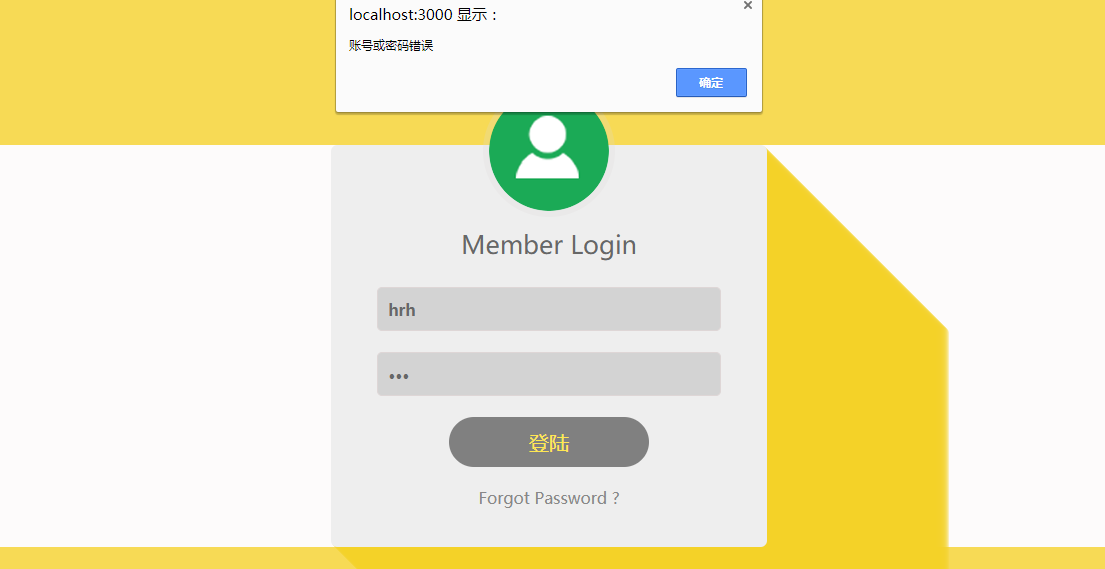 localhost:3000 显示：
账号或密码错误
确定
Member Login
hrh
•••
登陆
Forgot Password ?